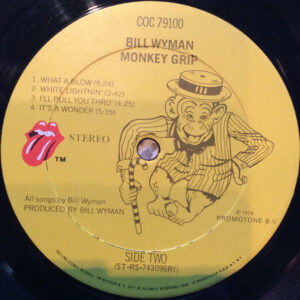 COC 79100
BILL WYMAN
MONKEY GRIP
1. WHAT A BLOW (5:24)
2. WHITE LIGHTNIN' (2:42)
3. I'LL PULL YOU THRO' (4:25)
4. IT'S A WONDER (5:35)
STEREO
TM
All songs by Bill Wyman
PRODUCED BY BILL WYMAN
℗ 1974
PROMOTONE B.V.
SIDE TWO
(ST-RS-743096RI)